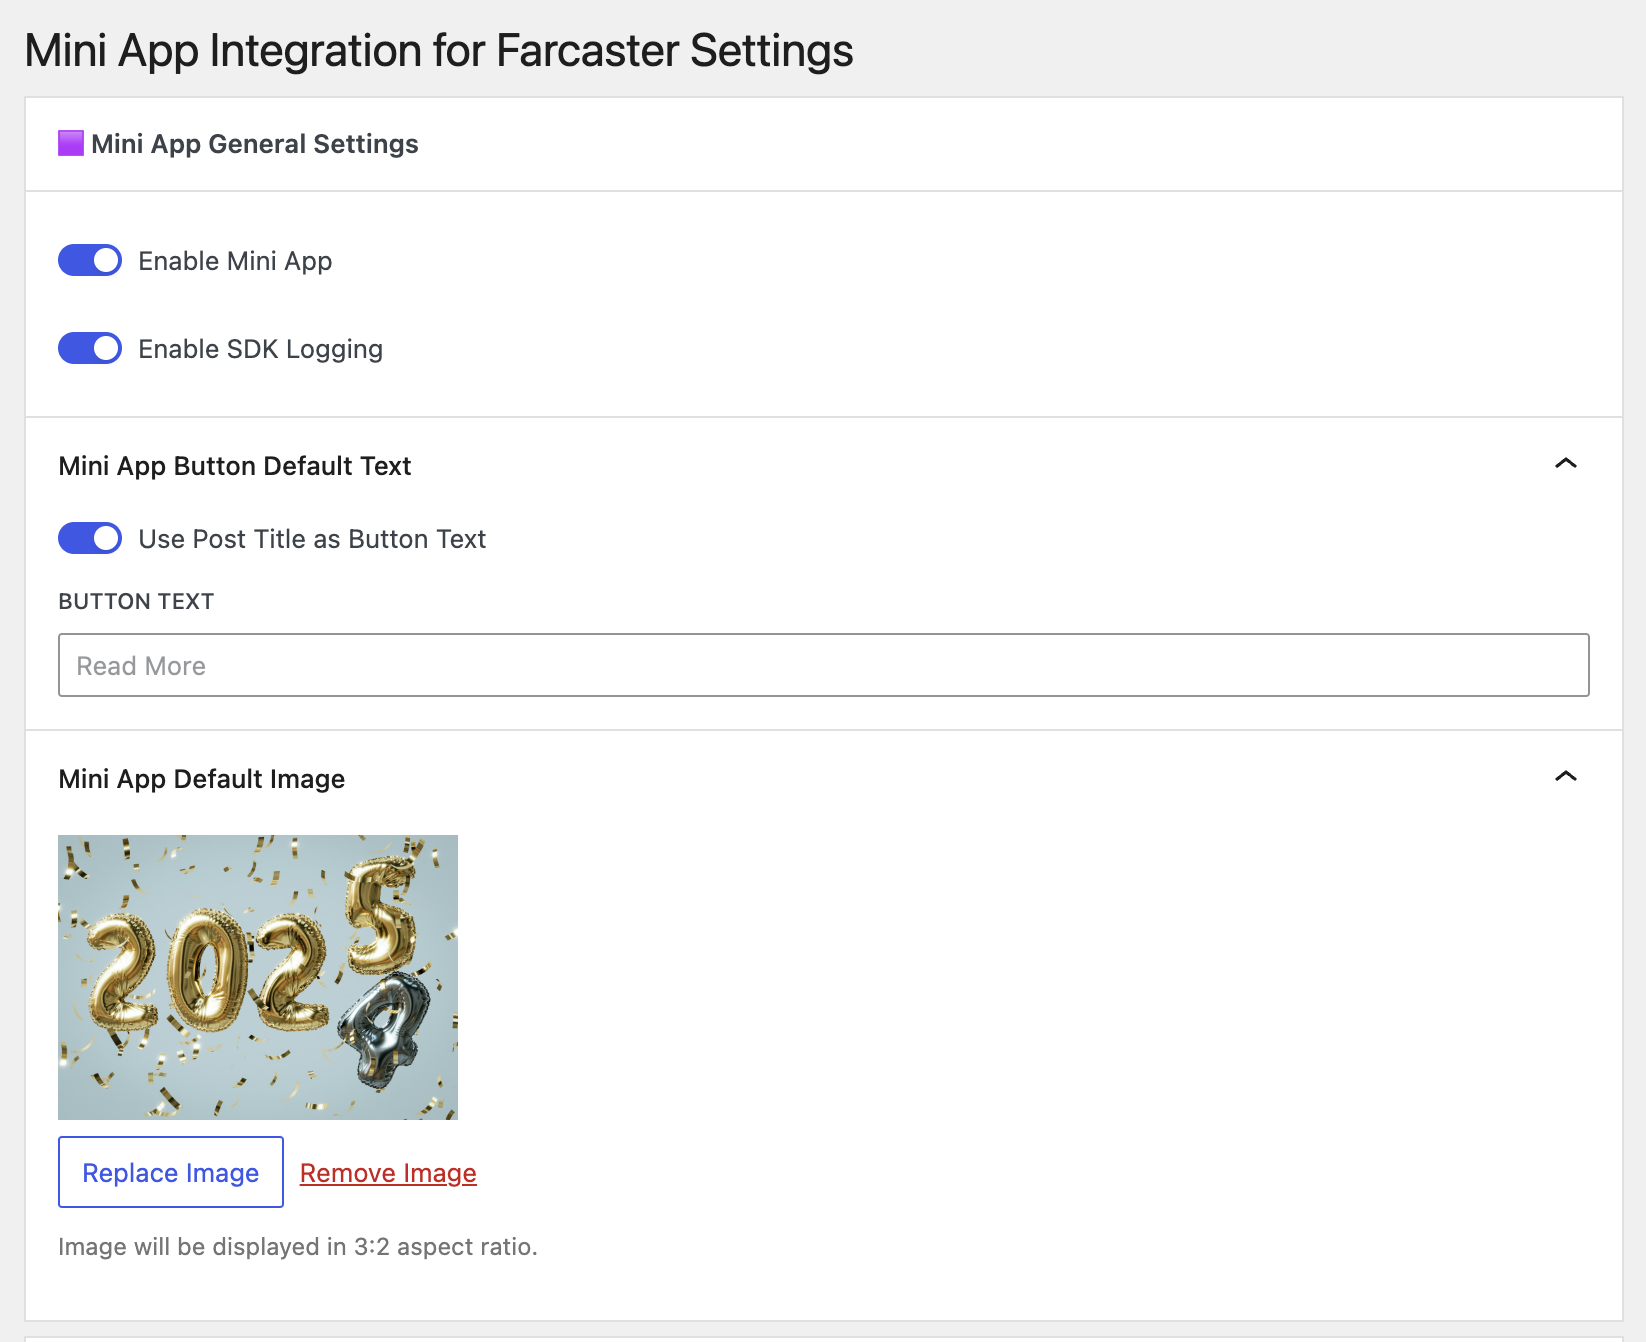 Mini App Integration for Farcaster Settings
Mini App General Settings
Enable Mini App
Enable SDK Logging
Mini App Button Default Text
Use Post Title as Button Text
BUTTON TEXT
Read More
Mini App Default Image
5
202
4
Replace Image Remove Image
Image will be displayed in 3:2 aspect ratio.